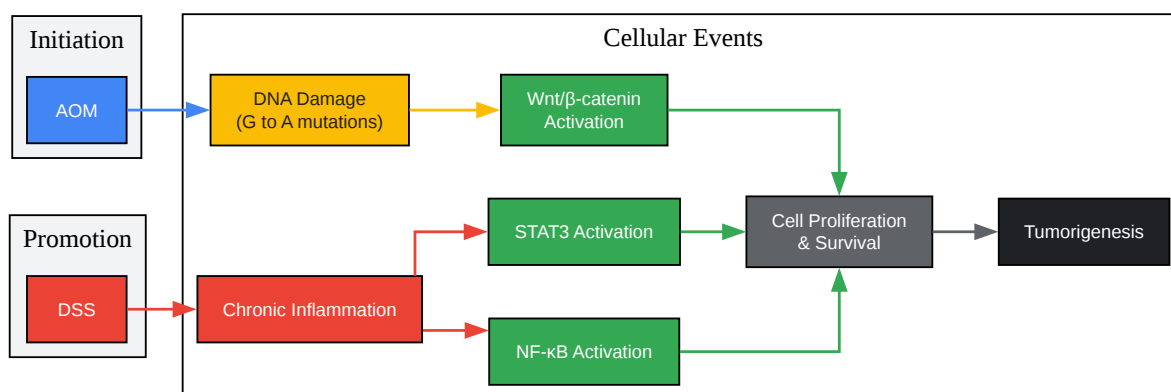 Initiation
Cellular Events
AOM
DNA Damage
(G to A mutations)
Wnt/β-catenin
Activation
Promotion
STAT3 Activation
Cell Proliferation
& Survival
Tumorigenesis
DSS
Chronic Inflammation
NF-κB Activation